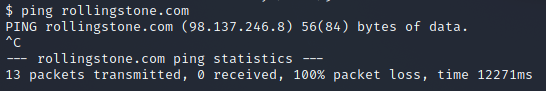 $ ping rollingstone.com
PING rollingstone.com (98.137.246.8) 56(84) bytes of data.
^C
--- rollingstone.com ping statistics ---
13 packets transmitted, 0 received, 100% packet loss, time 12271ms